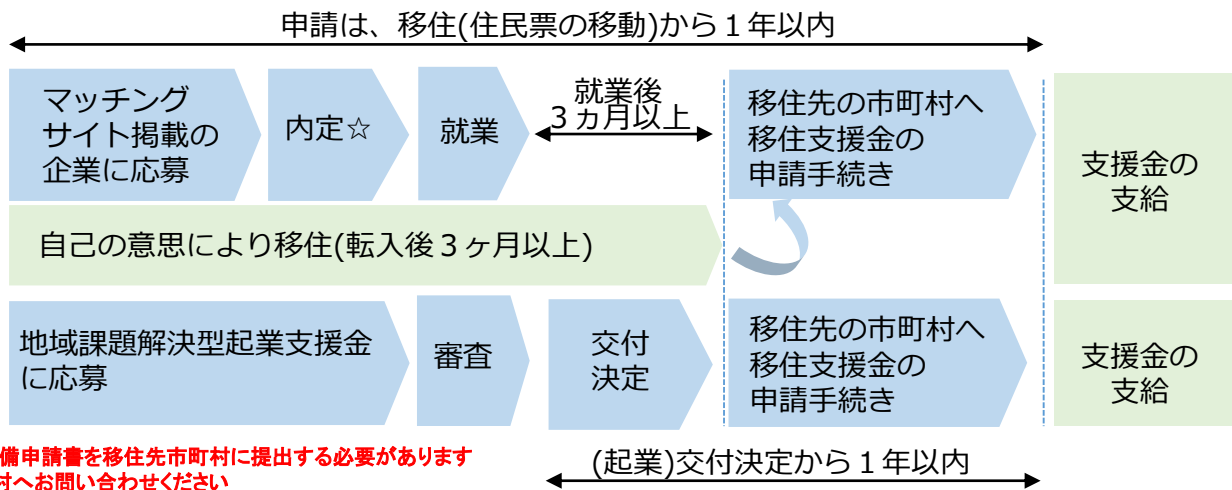 申請は、移住(住民票の移動)から１年以内
マッチング
サイト掲載の
企業に応募
内定☆
就業
就業後
３ヵ月以上
移住先の市町村へ
移住支援金の
申請手続き
支援金の
支給
自己の意思により移住(転入後３ヶ月以上)
地域課題解決型起業支援金
に応募
審査
交付
決定
移住先の市町村へ
移住支援金の
申請手続き
支援金の
支給
備申請書を移住先市町村に提出する必要があります
村へお問い合わせください
(起業)交付決定から１年以内